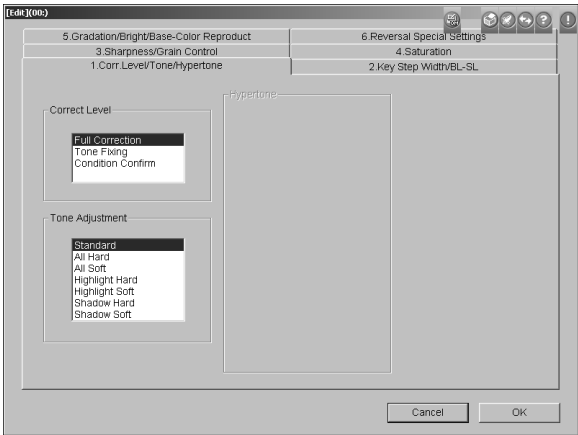 [Edit](00:)
5.Gradation/Bright/Base-Color Reproduct
6.Reversal Special Settings
3.Sharpness/Grain Control
4.Saturation
1.Corr.Level/Tone/Hypertone
2.Key Step Width/BL-SL
Correct Level
Full Correction
Tone Fixing
Condition Confirm
Hypertone
Tone Adjustment
Standard
All Hard
All Soft
Highlight Hard
Highlight Soft
Shadow Hard
Shadow Soft
Cancel
OK